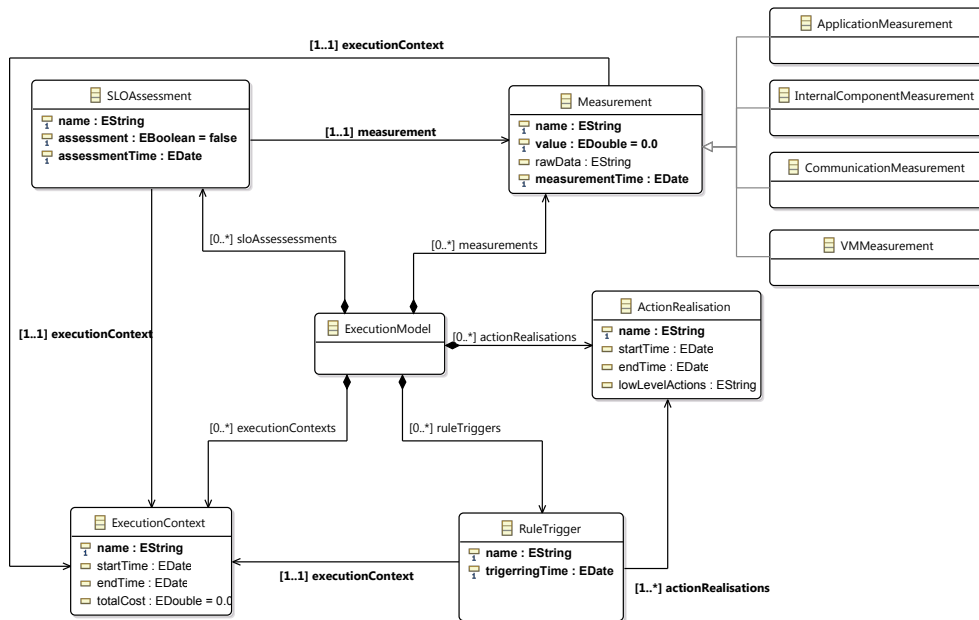 ApplicationMeasurement
[1..1] executionContext
SLOAssessment
name : EString
assessment : EBoolean = false
assessmentTime : EDate
[1..1] measurement
Measurement
name : EString
value : EDouble = 0.0
rawData : EString
measurementTime : EDate
InternalComponentMeasurement
CommunicationMeasurement
VMMeasurement
[0..*] sloAssessessments
[0..*] measurements
[1..1] executionContext
ExecutionModel
[0..*] actionRealisations
ActionRealisation
name : EString
startTime : EDate
endTime : EDate
lowLevelActions : EString
[0..*] executionContexts
[0..*] ruleTriggers
ExecutionContext
name : EString
startTime : EDate
endTime : EDate
totalCost : EDouble = 0.0
[1..1] executionContext
RuleTrigger
name : EString
trigerringTime : EDate
[1..*] actionRealisations